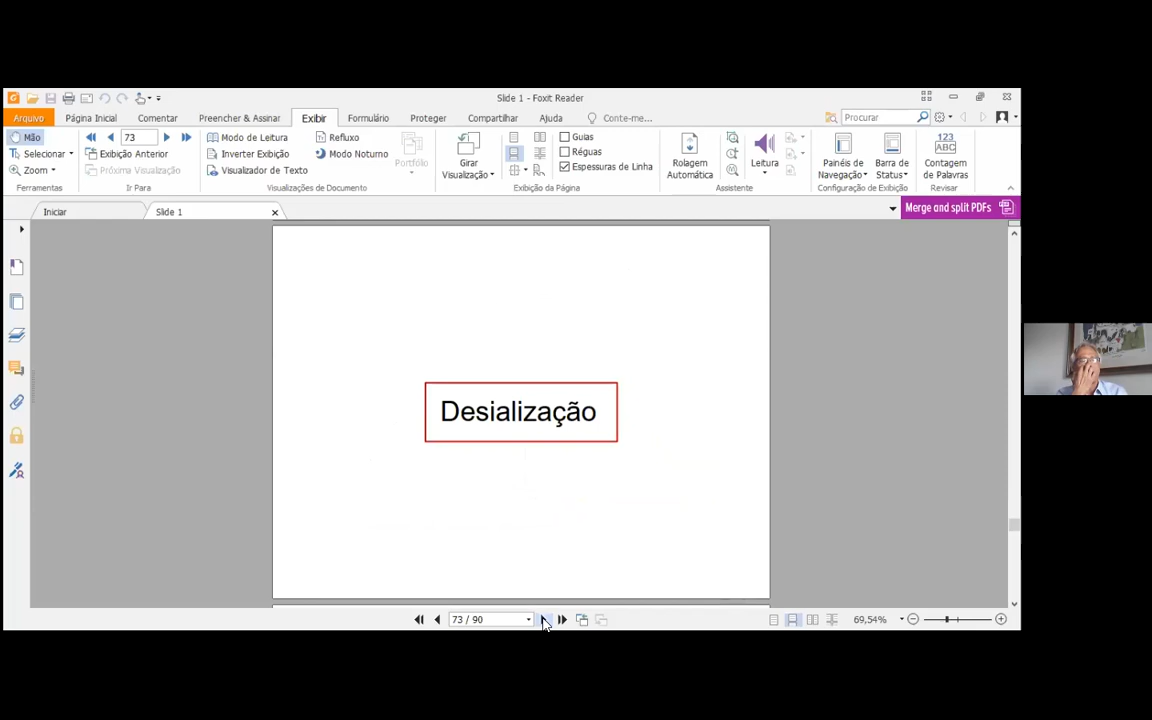 Slide 1 - Foxit Reader
Arquivo Página Inicial Comentar Preencher & Assinar Exibir Formulário Proteger Compartilhar Ajuda Conte-me... Procurar
Mão 73 Modo de Leitura Refluxo Guias
Selecionar Exibição Anterior Inverter Exibição Modo Noturno Réguas
Zoom Próxima Visualização Visualizador de Texto Portfólio Girar Visualização Espessuras de Linha Rolagem Automática Leitura Painéis de Navegação Barra de Status 123 ABC Contagem de Palavras
Ferramentas Ir Para Visualizações de Documento Exibição da Página Assistente Configuração de Exibição Revisar
Iniciar Slide 1 Merge and split PDFs
Desialização
73 / 90 69,54%